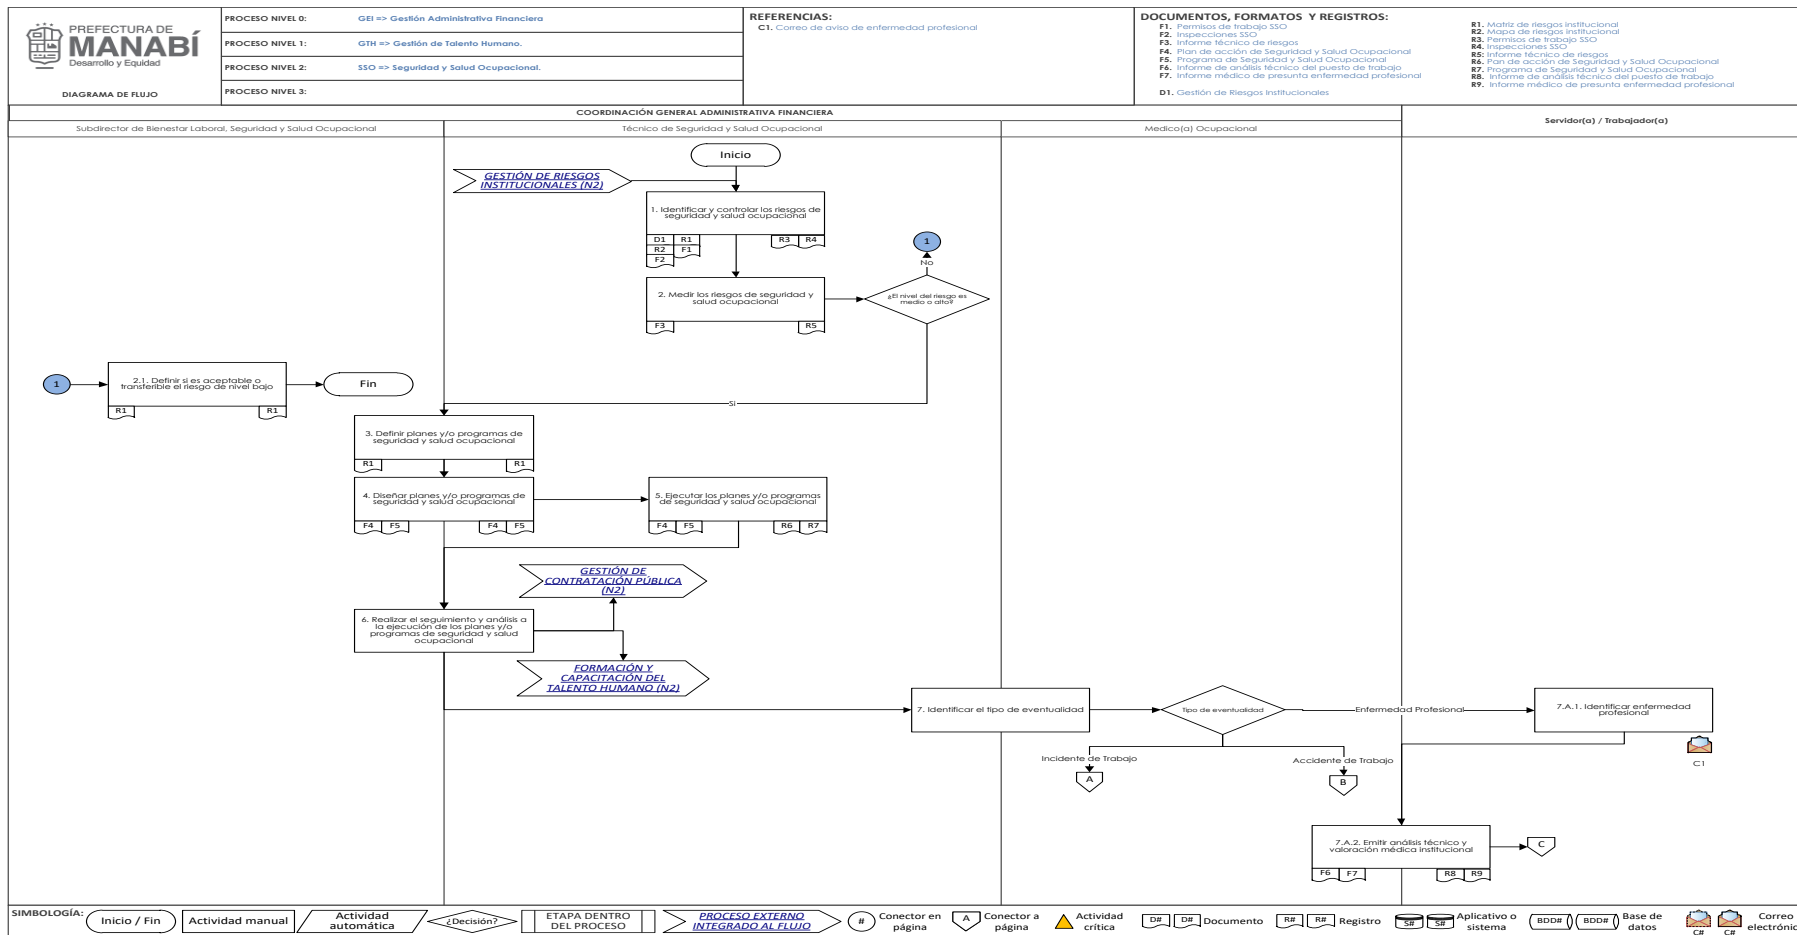 PREFECTURA DE
MANABÍ
Desarrollo y Equidad
DIAGRAMA DE FLUJO
PROCESO NIVEL 0: GEI => Gestión Administrativa Financiera
PROCESO NIVEL 1: GTH => Gestión de Talento Humano.
PROCESO NIVEL 2: SSO => Seguridad y Salud Ocupacional.
PROCESO NIVEL 3:
REFERENCIAS:
C1. Correo de aviso de enfermedad profesional
DOCUMENTOS, FORMATOS Y REGISTROS:
F1. Permisos de trabajo SSO
F2. Inspecciones SSO
F3. Informe técnico de riesgos
F4. Plan de acción de Seguridad y Salud Ocupacional
F5. Programa de Seguridad y Salud Ocupacional
F6. Informe de análisis técnico del puesto de trabajo
F7. Informe médico de presunta enfermedad profesional
D1. Gestión de Riesgos Institucionales
R1. Matriz de riesgos institucional
R2. Mapa de riesgos institucional
R3. Permisos de trabajo SSO
R4. Inspecciones SSO
R5: Informe técnico de riesgos
R6. Pan de acción de Seguridad y Salud Ocupacional
R7. Programa de Seguridad y Salud Ocupacional
R8. Informe de análisis técnico del puesto de trabajo
R9. Informe médico de presunta enfermedad profesional
COORDINACIÓN GENERAL ADMINISTRATIVA FINANCIERA
Servidor(a) / Trabajador(a)
Subdirector de Bienestar Laboral, Seguridad y Salud Ocupacional
Técnico de Seguridad y Salud Ocupacional
Medico(a) Ocupacional
Inicio
GESTIÓN DE RIESGOS
INSTITUCIONALES (N2)
1. Identificar y controlar los riesgos de
seguridad y salud ocupacional
D1 R1 R3 R4
R2 F1
F2
1
No
2. Medir los riesgos de seguridad y
salud ocupacional
¿El nivel del riesgo es
medio o alto?
F3 R5
1
2.1. Definir si es aceptable o
transferible el riesgo de nivel bajo
Fin
R1 R1
Si
3. Definir planes y/o programas de
seguridad y salud ocupacional
R1 R1
4. Diseñar planes y/o programas de
seguridad y salud ocupacional
F4 F5 F4 F5
5. Ejecutar los planes y/o programas
de seguridad y salud ocupacional
F4 F5 R6 R7
GESTIÓN DE
CONTRATACIÓN PÚBLICA
(N2)
6. Realizar el seguimiento y análisis a
la ejecución de los planes y/o
programas de seguridad y salud
ocupacional
FORMACIÓN Y
CAPACITACIÓN DEL
TALENTO HUMANO (N2)
7. Identificar el tipo de eventualidad
Tipo de eventualidad
Enfermedad Profesional
7.A.1. Identificar enfermedad
profesional
C1
Incidente de Trabajo
A
Accidente de Trabajo
B
7.A.2. Emitir análisis técnico y
valoración médica institucional
C
F6 F7 R8 R9
SIMBOLOGÍA:
Inicio / Fin
Actividad manual
Actividad
automática
¿Decisión?
ETAPA DENTRO
DEL PROCESO
PROCESO EXTERNO
INTEGRADO AL FLUJO
#
Conector en
página
A
Conector a
página
Actividad
crítica
D# D# Documento
R# R# Registro
S# S#
Aplicativo o
sistema
BDD# BDD#
Base de
datos
C# C#
Correo
electrónico